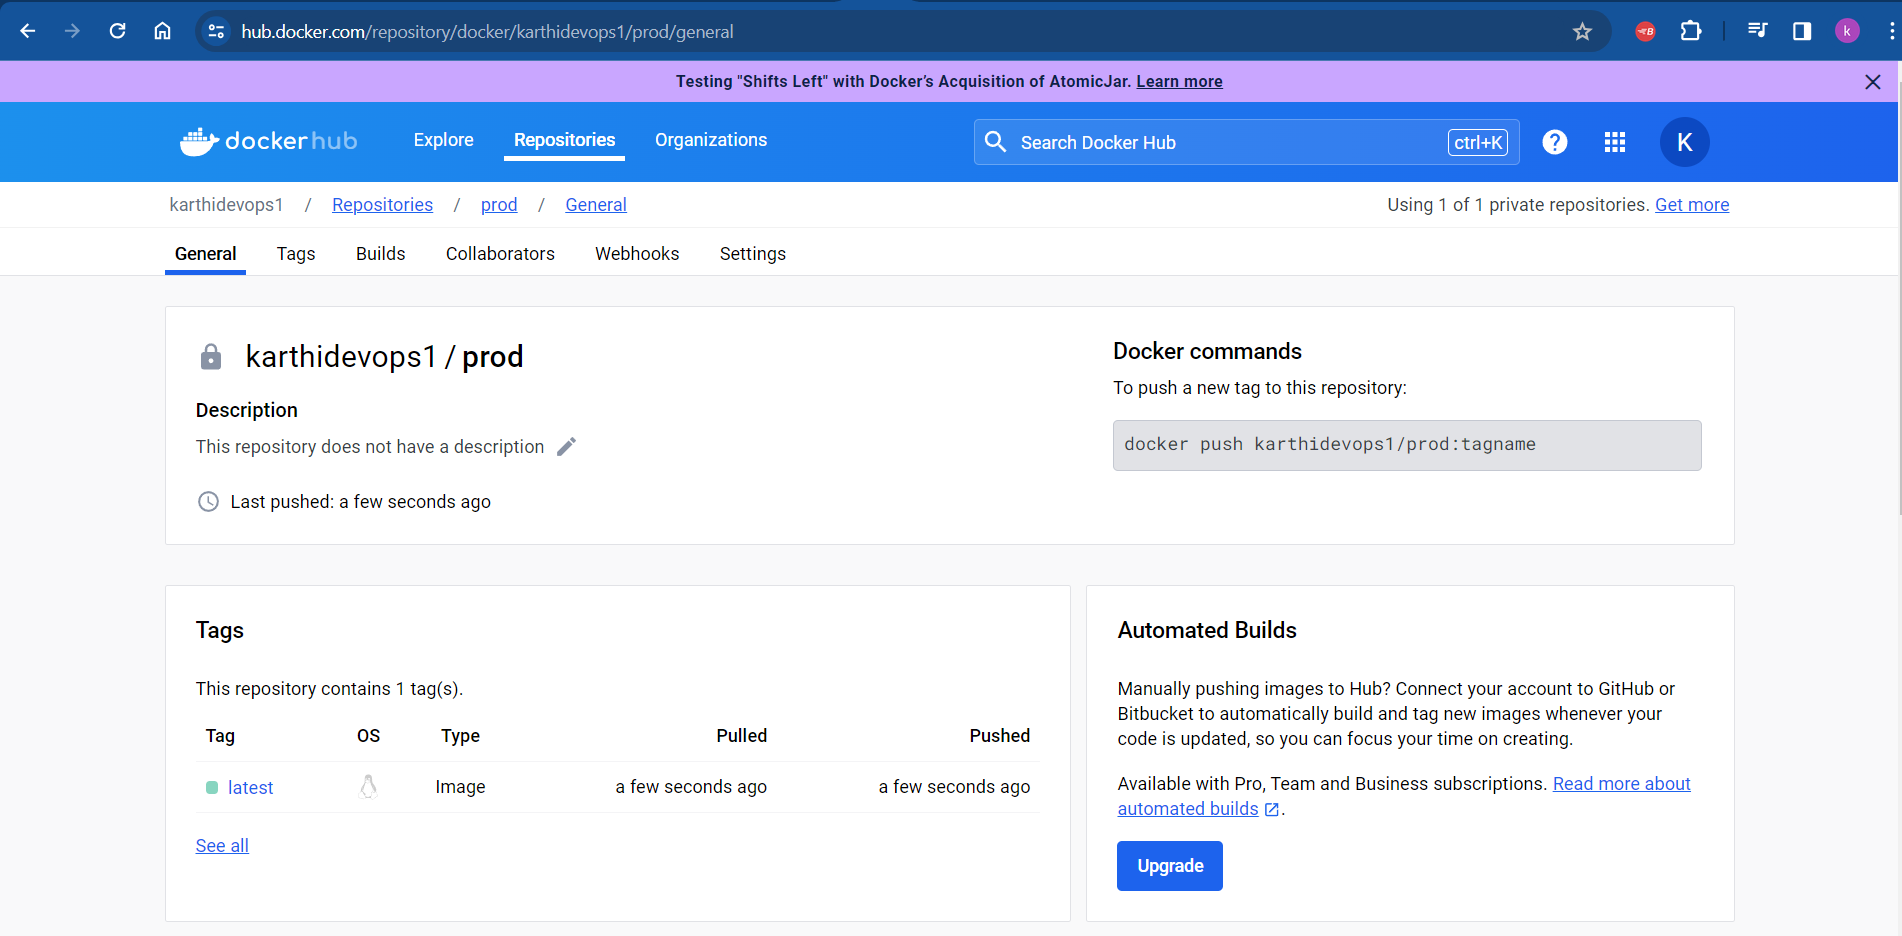 hub.docker.com/repository/docker/karthidevops1/prod/general
B
k
Testing "Shifts Left" with Docker's Acquisition of AtomicJar. Learn more
dockerhub Explore Repositories Organizations Search Docker Hub ctrl+K ? K
karthidevops1 / Repositories / prod / General Using 1 of 1 private repositories. Get more
General Tags Builds Collaborators Webhooks Settings
karthidevops1 / prod
Description
This repository does not have a description
Last pushed: a few seconds ago
Docker commands
To push a new tag to this repository:
docker push karthidevops1/prod:tagname
Tags
This repository contains 1 tag(s).
Tag OS Type Pulled Pushed
latest Image a few seconds ago a few seconds ago
See all
Automated Builds
Manually pushing images to Hub? Connect your account to GitHub or
Bitbucket to automatically build and tag new images whenever your
code is updated, so you can focus your time on creating.
Available with Pro, Team and Business subscriptions. Read more about
automated builds .
Upgrade